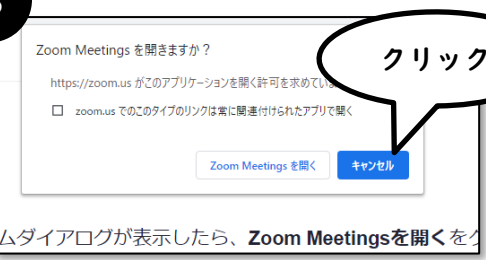 Zoom Meetings を開きますか？
クリック
https://zoom.us がこのアプリケーションを開く許可を求めてい
zoom.us でのこのタイプのリンクは常に関連付けられたアプリで開く
Zoom Meetings を開く キャンセル
ムダイアログが表示したら、Zoom Meetingsを開くをク